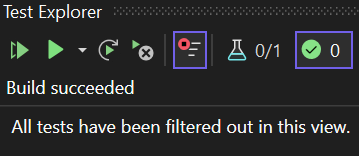 Test Explorer
0/1 0
Build succeeded
All tests have been filtered out in this view.